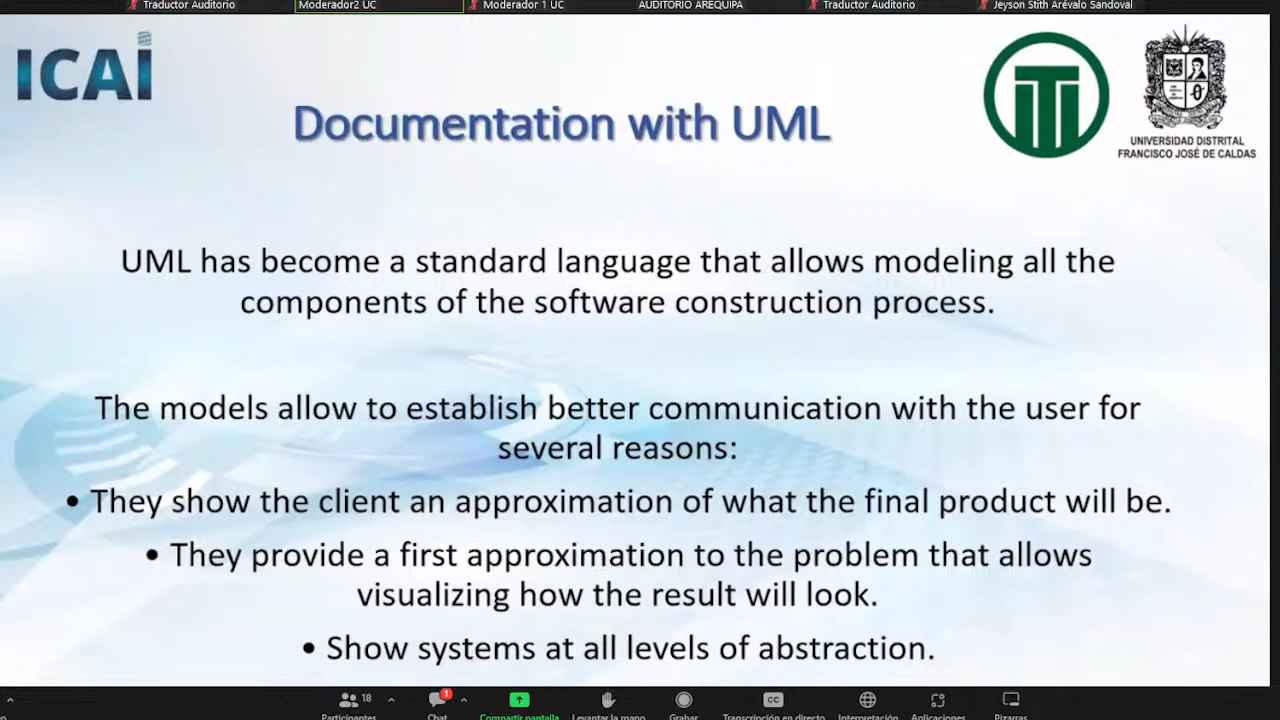 Traductor Auditorio
Moderador2 UC
Moderador 1 UC
AUDITORIO AREQUIPA
Traductor Auditorio
Jeyson Stith Arévalo Sandoval
ICAI
UNIVERSIDAD DISTRITAL
FRANCISCO JOSÉ DE CALDAS
Documentation with UML
UML has become a standard language that allows modeling all the
components of the software construction process.
The models allow to establish better communication with the user for
several reasons:
• They show the client an approximation of what the final product will be.
• They provide a first approximation to the problem that allows
visualizing how the result will look.
• Show systems at all levels of abstraction.
18
1
CC
Participantes
Chat
Compartir pantalla
Levantar la mano
Grabar
Transcripción en directo
Interpretación
Aplicaciones
Pizarras